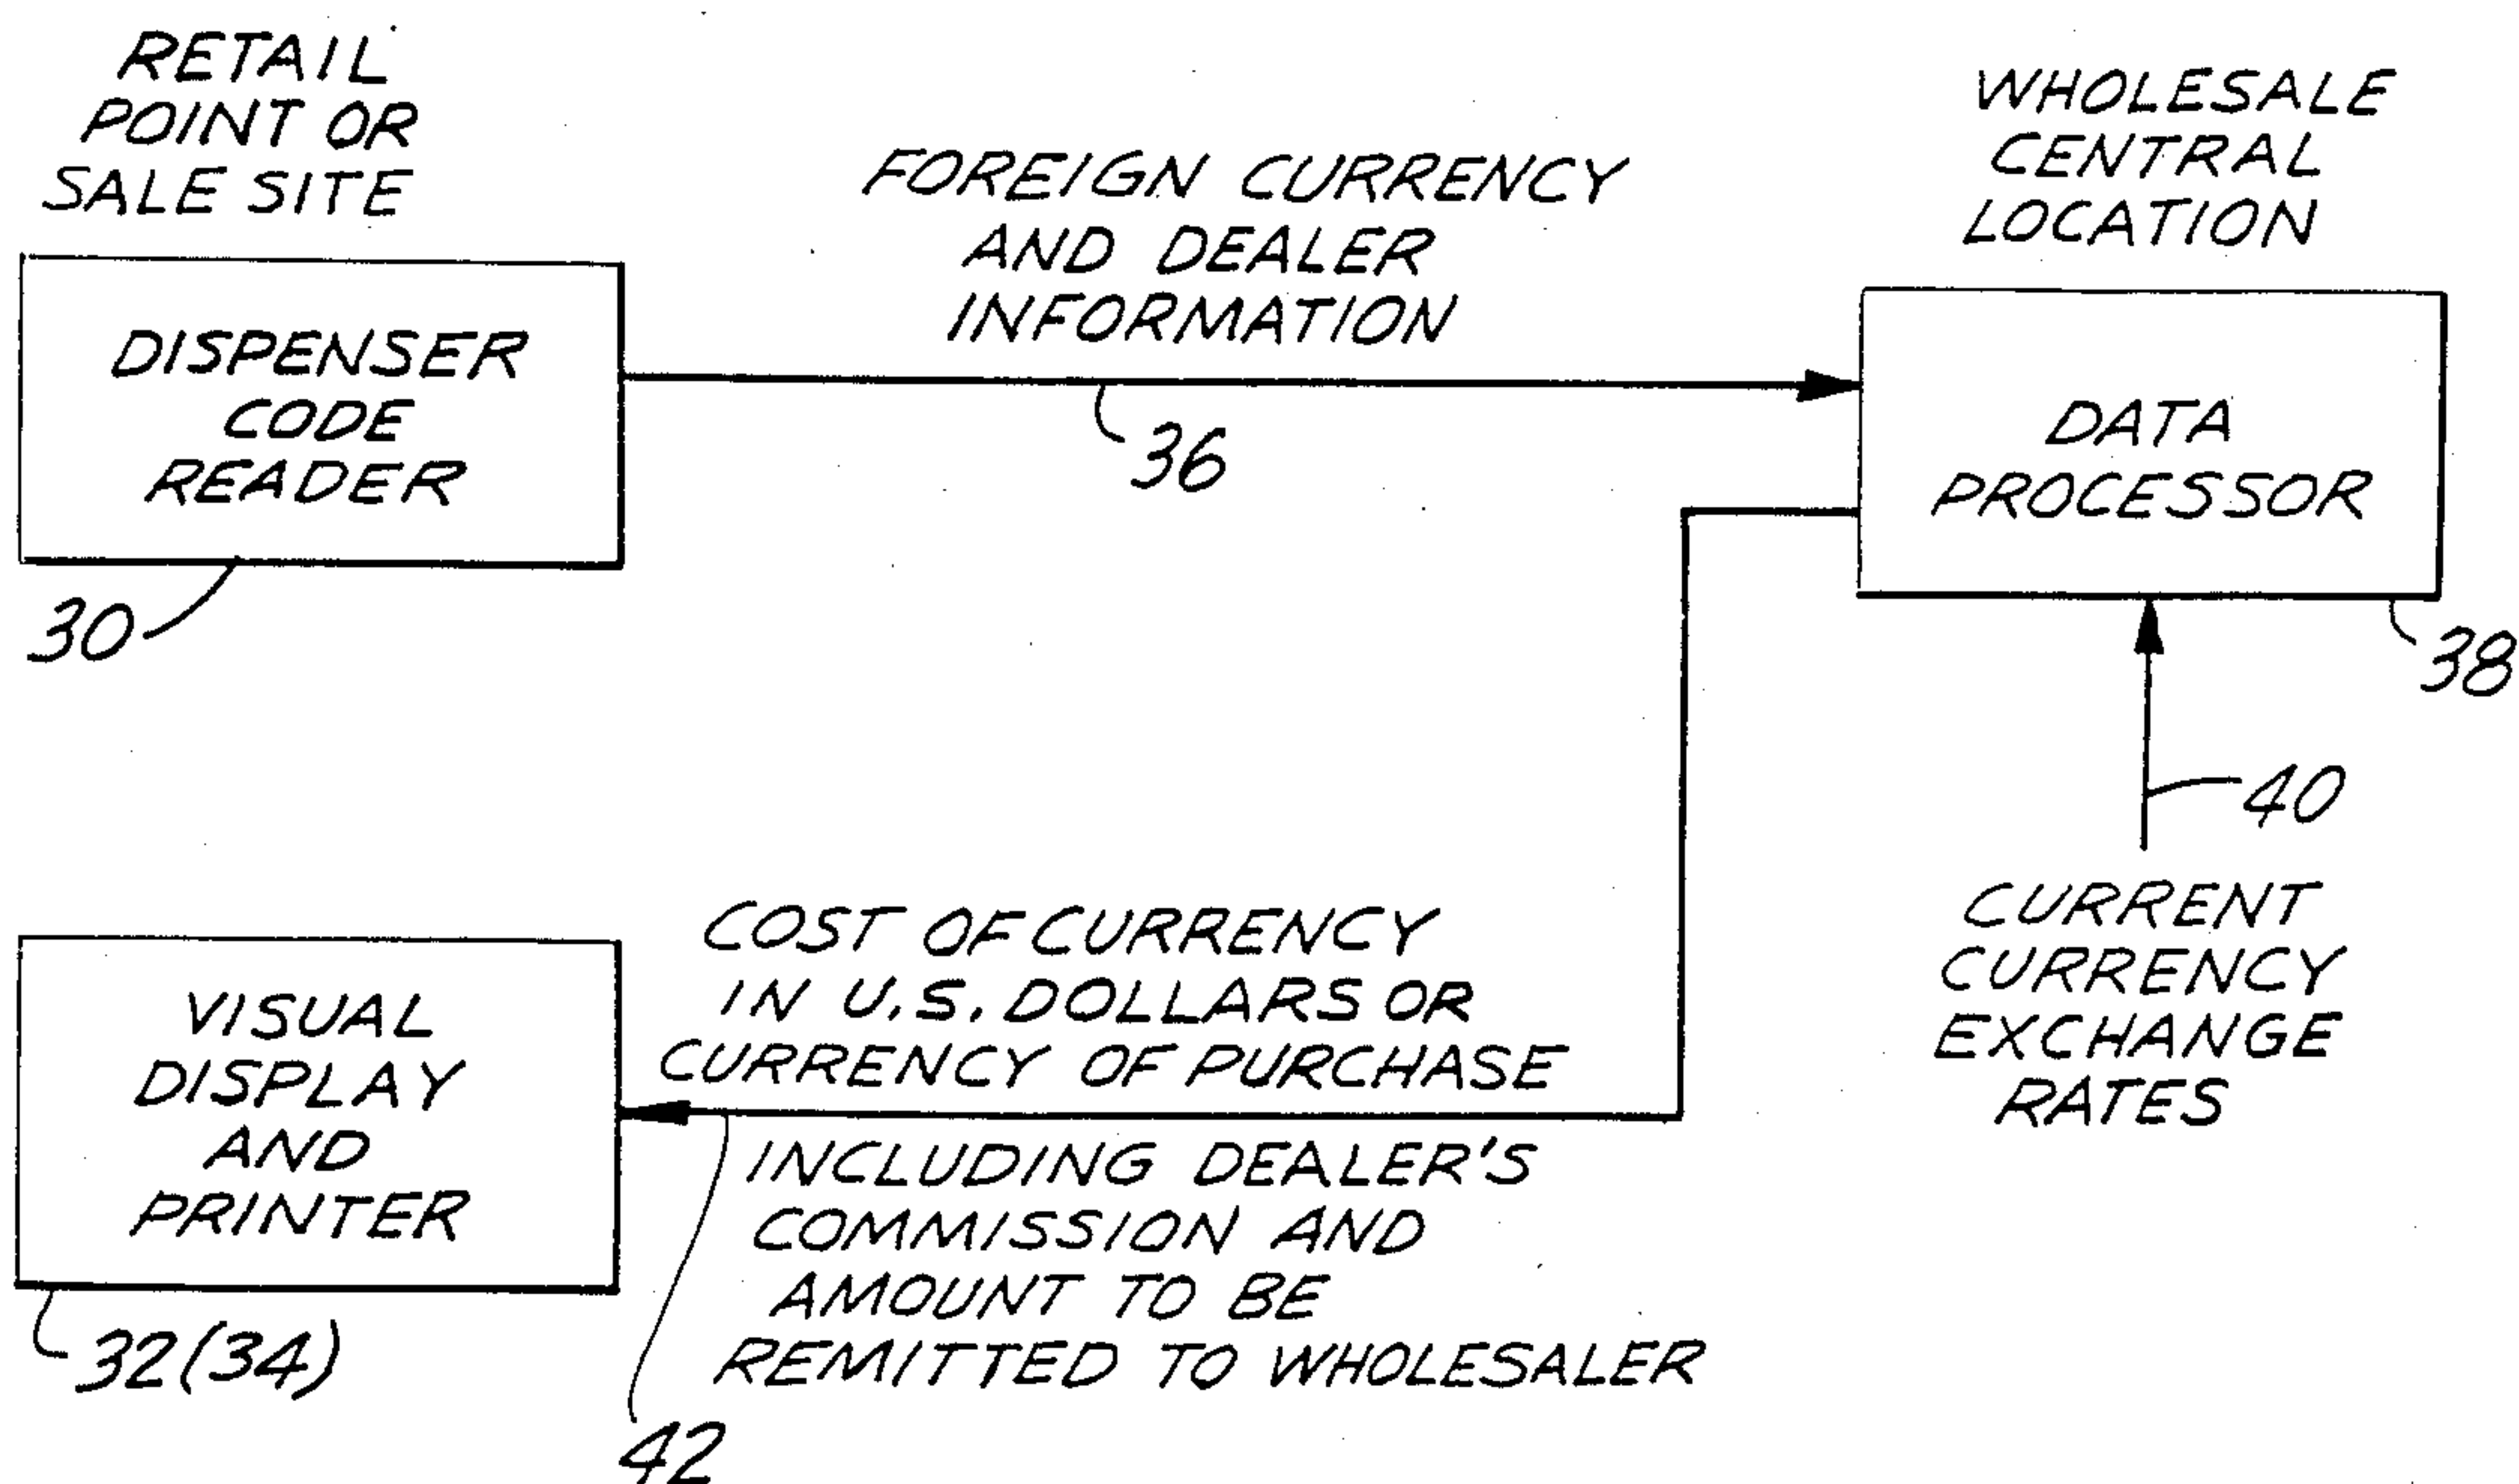 RETAIL
POINT OR
SALE SITE
DISPENSER
CODE
READER
30
FOREIGN CURRENCY
AND DEALER
INFORMATION
36
WHOLESALE
CENTRAL
LOCATION
DATA
PROCESSOR
38
40
CURRENT
CURRENCY
EXCHANGE
RATES
COST OF CURRENCY
IN U.S. DOLLARS OR
CURRENCY OF PURCHASE
INCLUDING DEALER'S
COMMISSION AND
AMOUNT TO BE
REMITTED TO WHOLESALER
42
VISUAL
DISPLAY
AND
PRINTER
32(34)